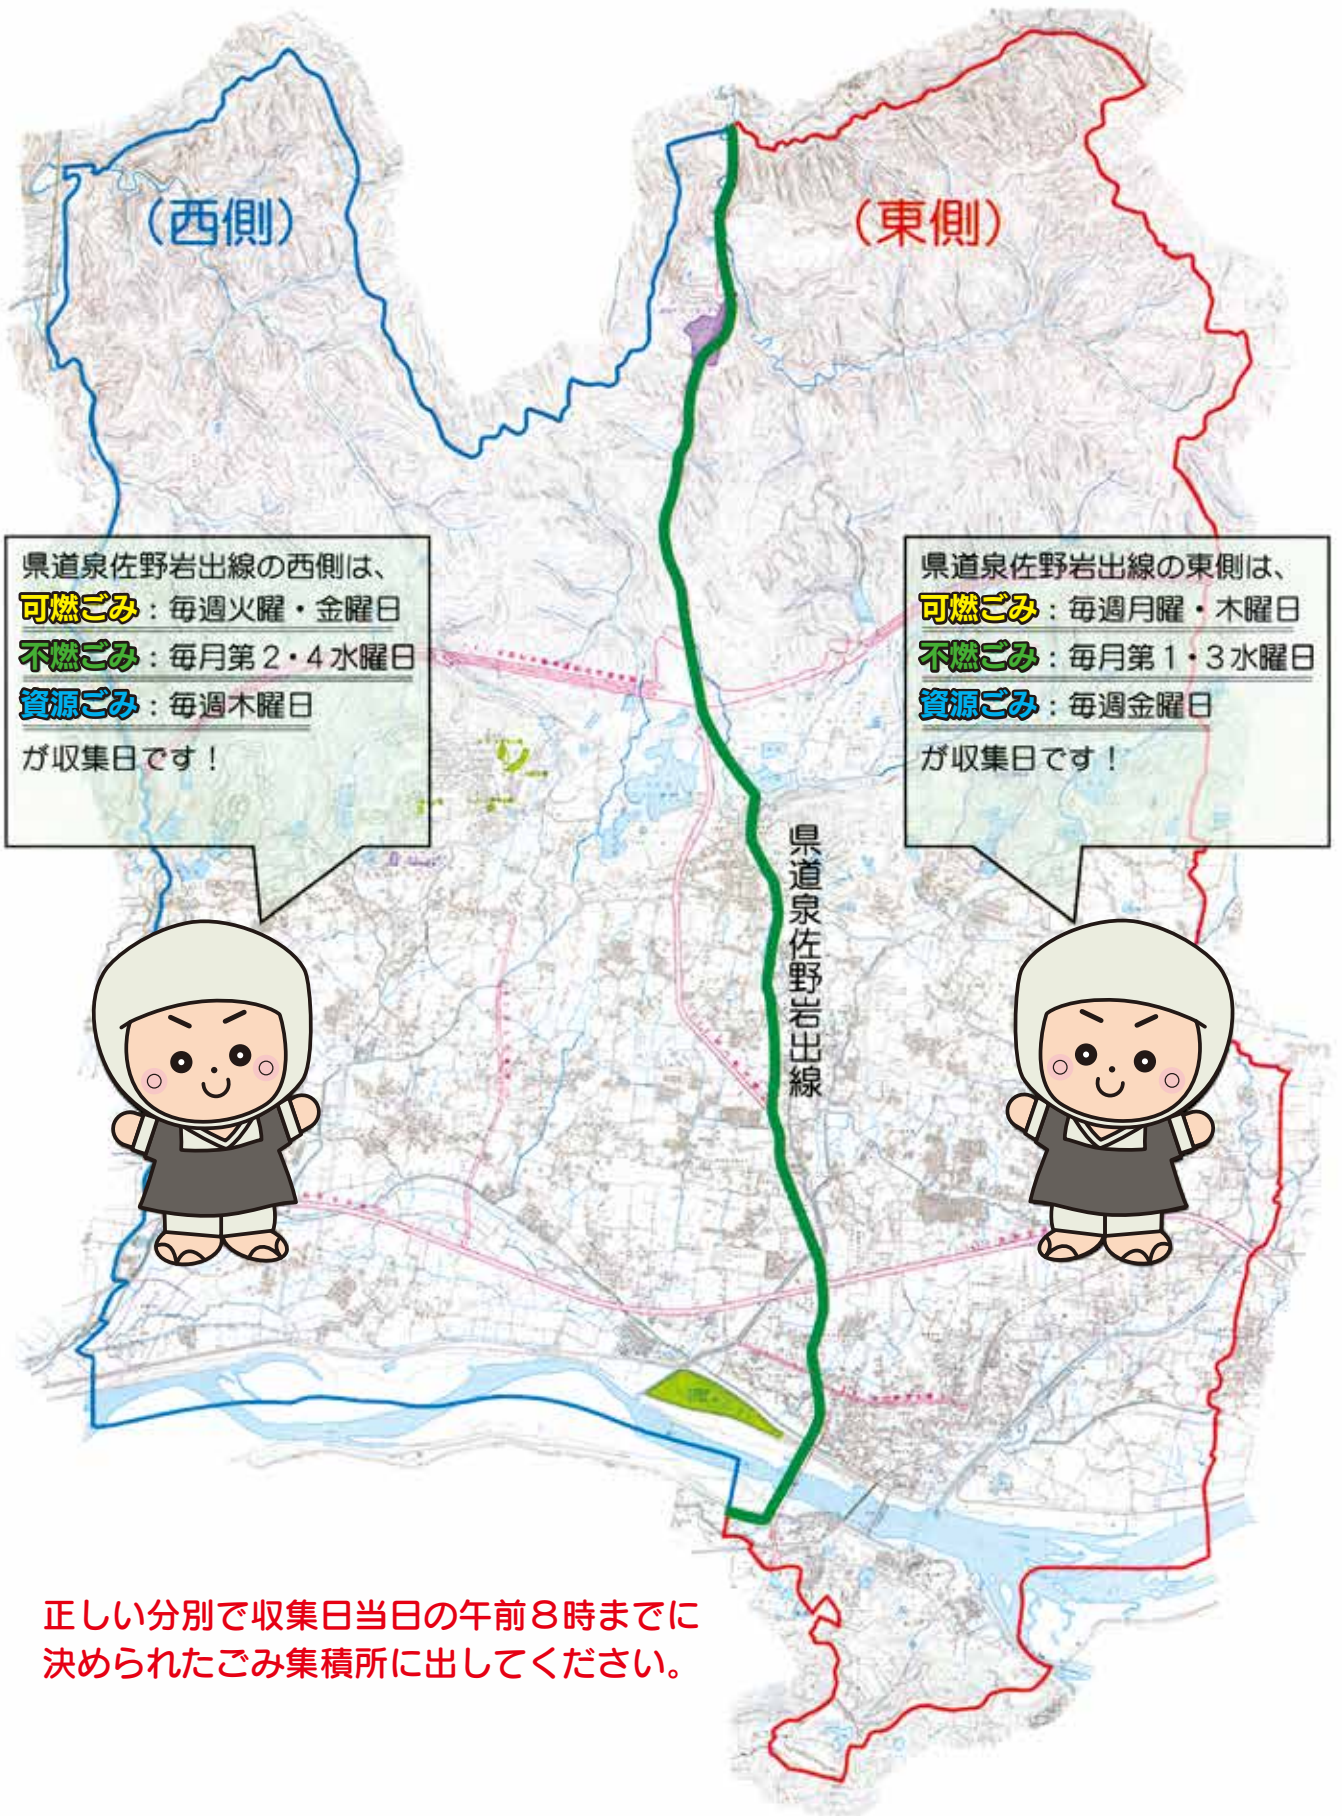 （西側）
（東側）
県道泉佐野岩出線の西側は、
可燃ごみ：毎週火曜・金曜日
不燃ごみ：毎月第２・４水曜日
資源ごみ：毎週木曜日
が収集日です！
県道泉佐野岩出線の東側は、
可燃ごみ：毎週月曜・木曜日
不燃ごみ：毎月第１・３水曜日
資源ごみ：毎週金曜日
が収集日です！
県道泉佐野岩出線
正しい分別で収集日当日の午前８時までに
決められたごみ集積所に出してください。